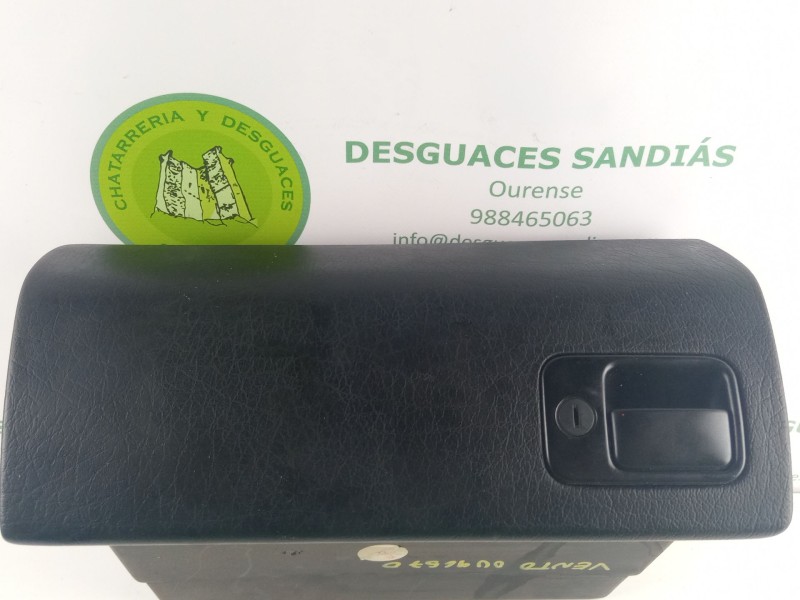 CHATARRERIA Y DESGUACES
DESGUACES SANDIÁS
Ourense
988465063
VENTO